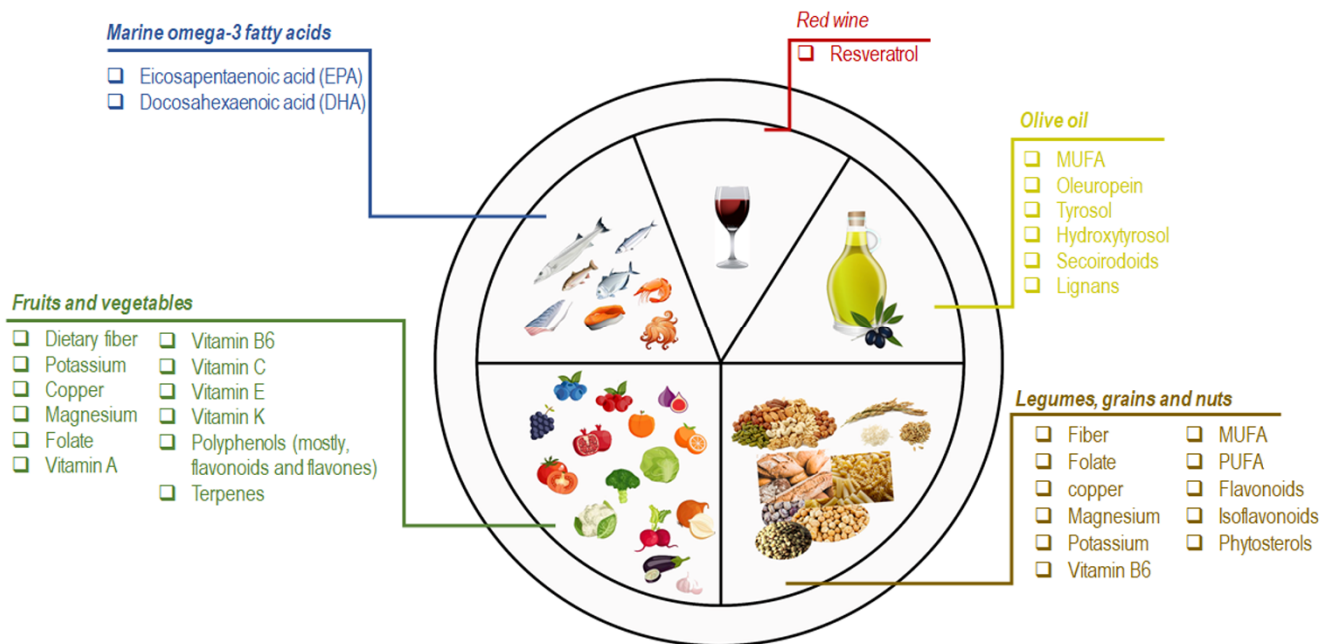 Marine omega-3 fatty acids
Eicosapentaenoic acid (EPA)
Docosahexaenoic acid (DHA)
Red wine
Resveratrol
Olive oil
MUFA
Oleuropein
Tyrosol
Hydroxytyrosol
Secoirodoids
Lignans
Fruits and vegetables
Dietary fiber
Potassium
Copper
Magnesium
Folate
Vitamin A
Vitamin B6
Vitamin C
Vitamin E
Vitamin K
Polyphenols (mostly,
flavonoids and flavones)
Terpenes
Legumes, grains and nuts
Fiber
Folate
copper
Magnesium
Potassium
Vitamin B6
MUFA
PUFA
Flavonoids
Isoflavonoids
Phytosterols